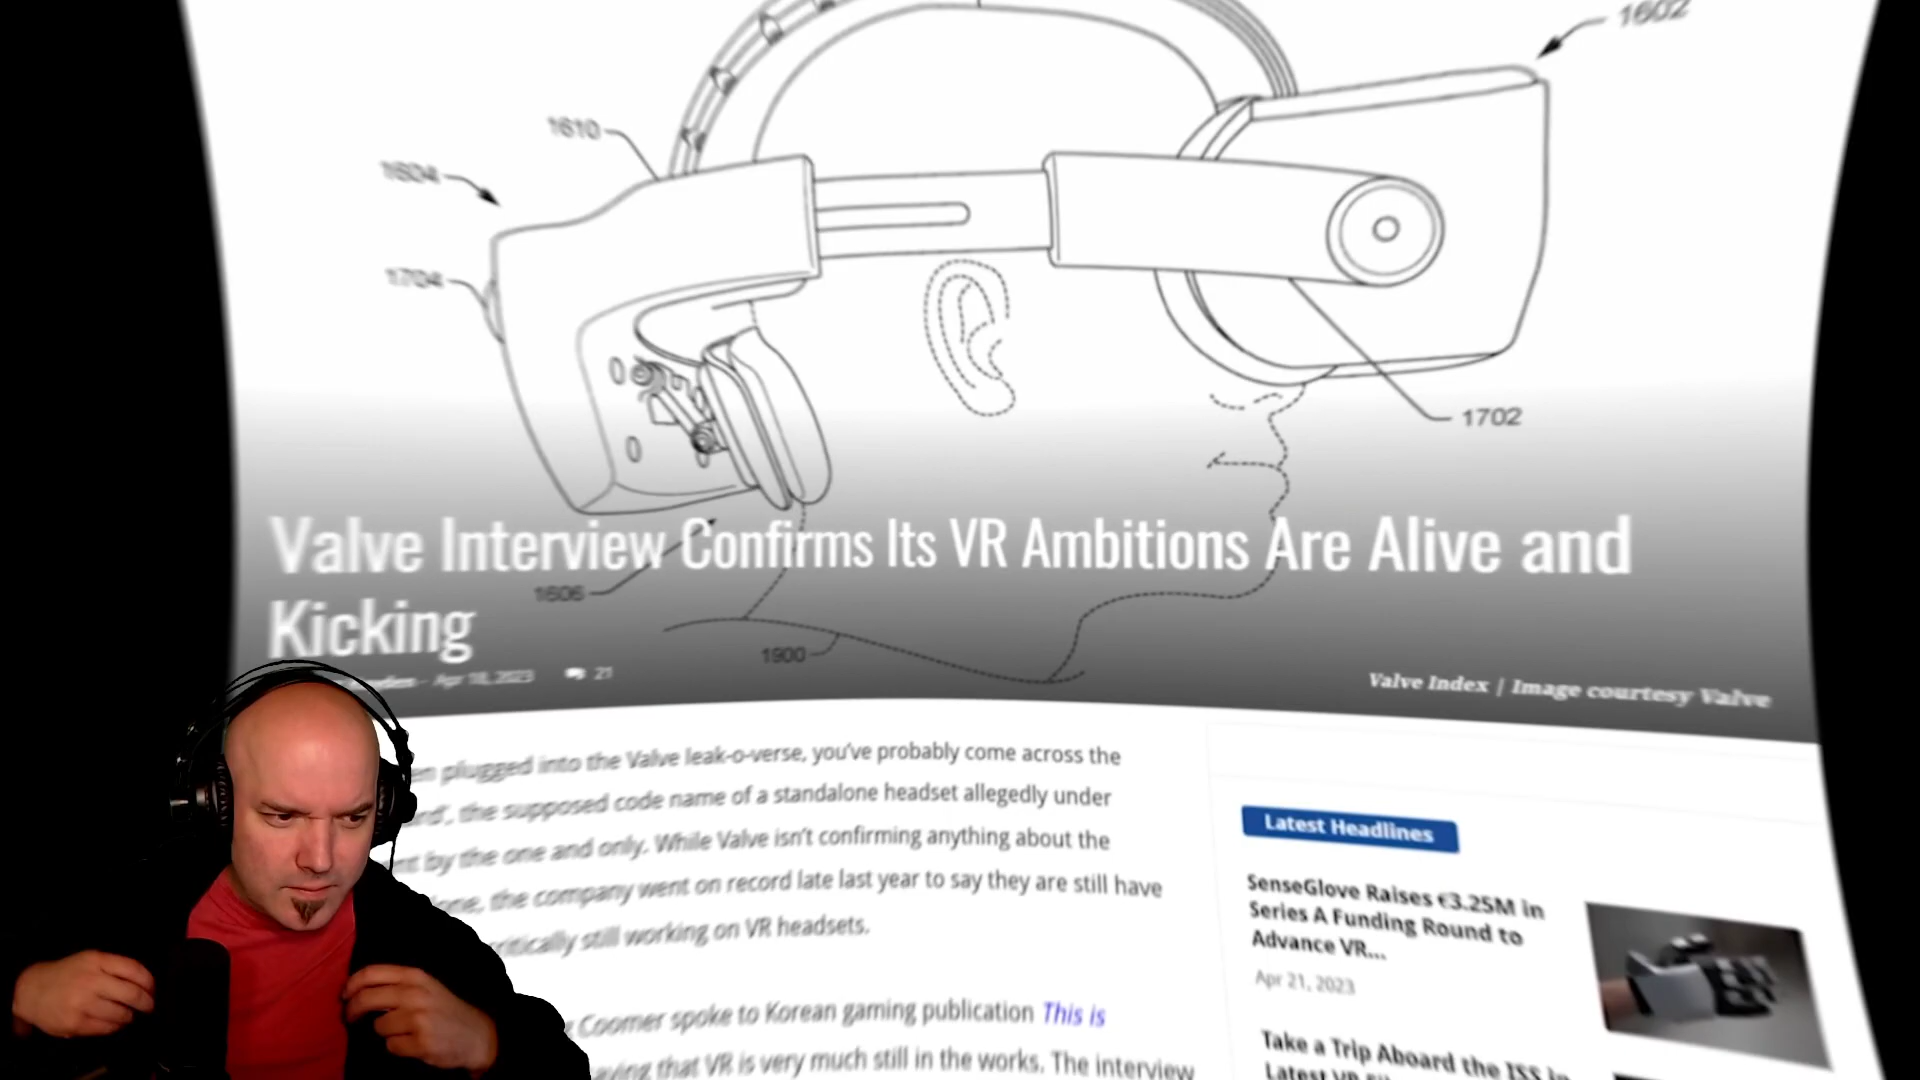 1602
1610
1604
1704
1702
Valve Interview Confirms Its VR Ambitions Are Alive and
Kicking
1606
1900
Apr 18, 2023 21
Valve Index | Image courtesy Valve
plugged into the Valve leak-o-verse, you've probably come across the
the supposed code name of a standalone headset allegedly under
by the one and only. While Valve isn't confirming anything about the
the company went on record late last year to say they are still have
still working on VR headsets.
Coomer spoke to Korean gaming publication This is
that VR is very much still in the works. The interview
Latest Headlines
SenseGlove Raises €3.25M in
Series A Funding Round to
Advance VR...
Apr 21, 2023
Take a Trip Aboard the ISS in
Latest VR